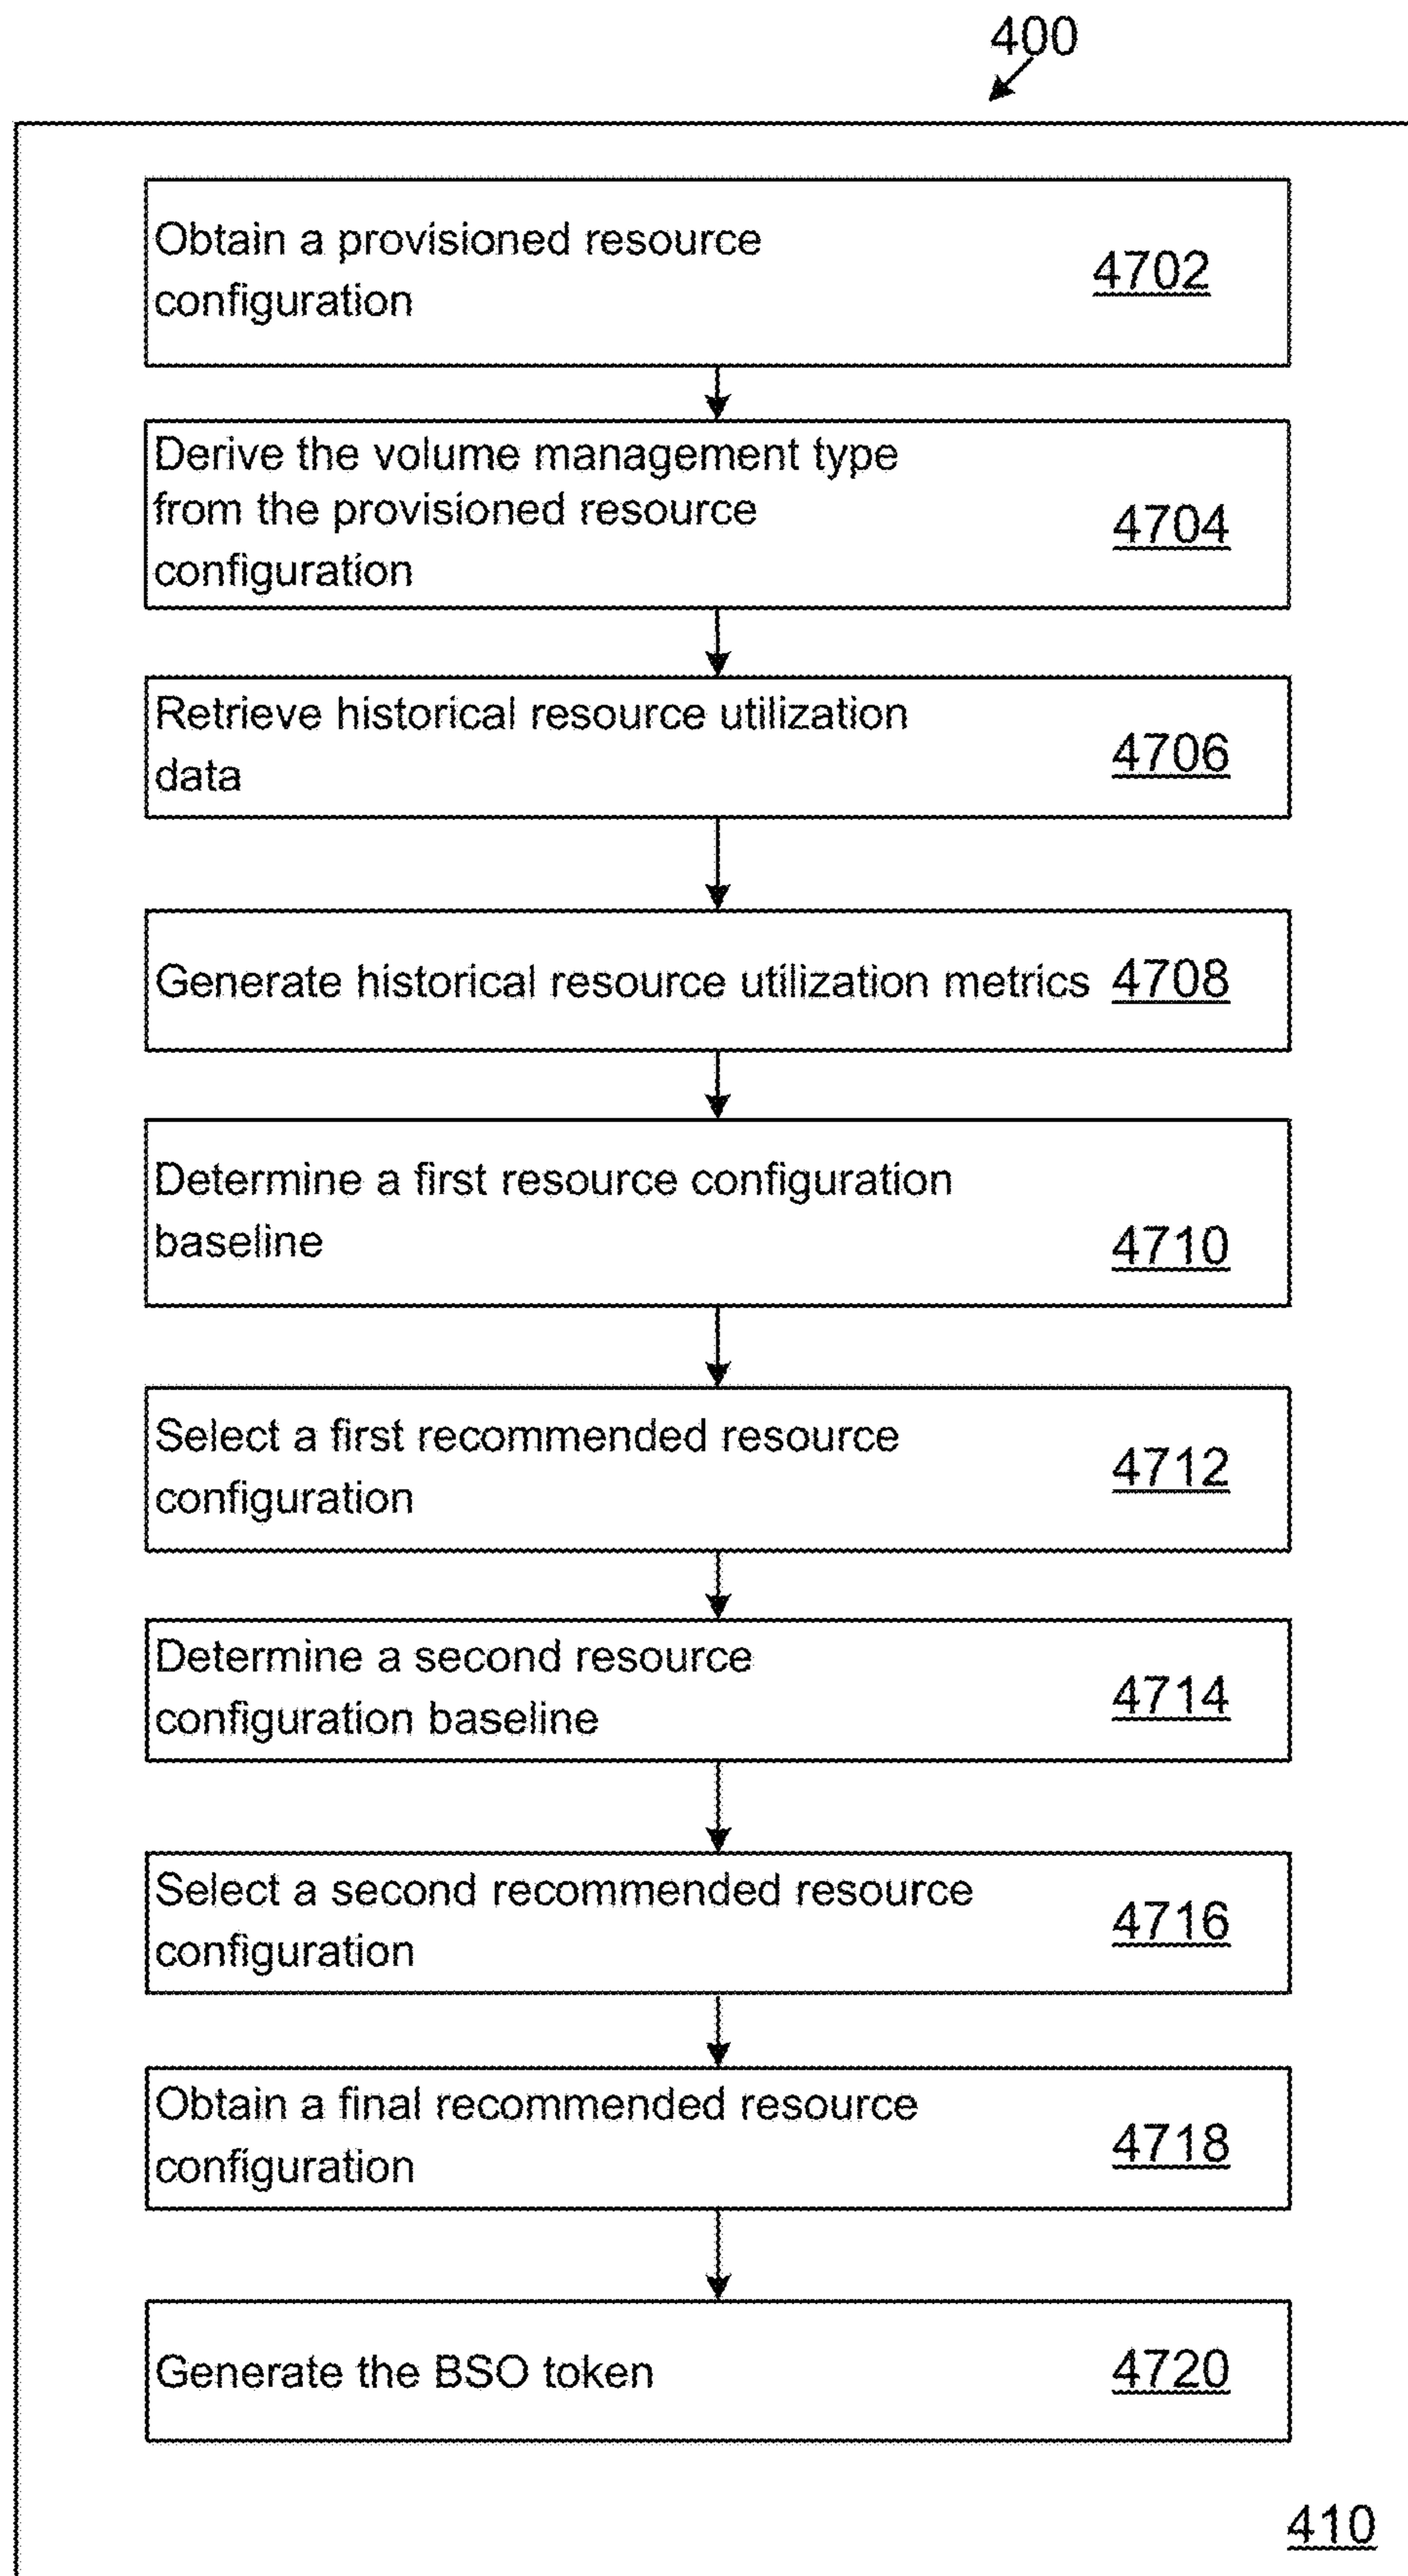 400
Obtain a provisioned resource
configuration
4702
Derive the volume management type
from the provisioned resource
configuration
4704
Retrieve historical resource utilization
data
4706
Generate historical resource utilization metrics 4708
Determine a first resource configuration
baseline
4710
Select a first recommended resource
configuration
4712
Determine a second resource
configuration baseline
4714
Select a second recommended resource
configuration
4716
Obtain a final recommended resource
configuration
4718
Generate the BSO token 4720
410